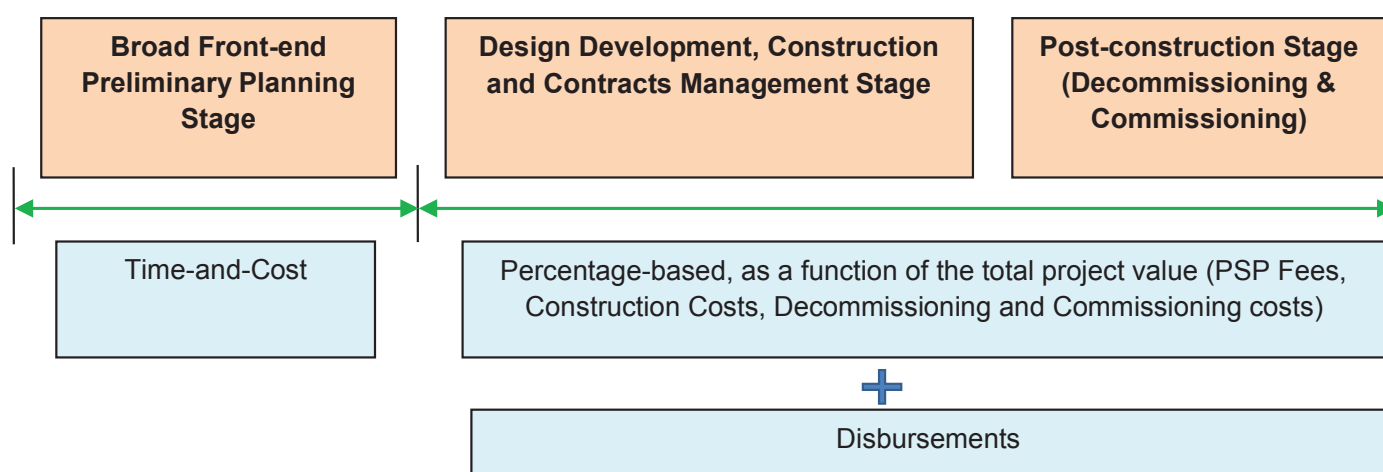 Broad Front-end
Preliminary Planning
Stage
Design Development, Construction
and Contracts Management Stage
Post-construction Stage
(Decommissioning &
Commissioning)
Time-and-Cost
Percentage-based, as a function of the total project value (PSP Fees,
Construction Costs, Decommissioning and Commissioning costs)
Disbursements